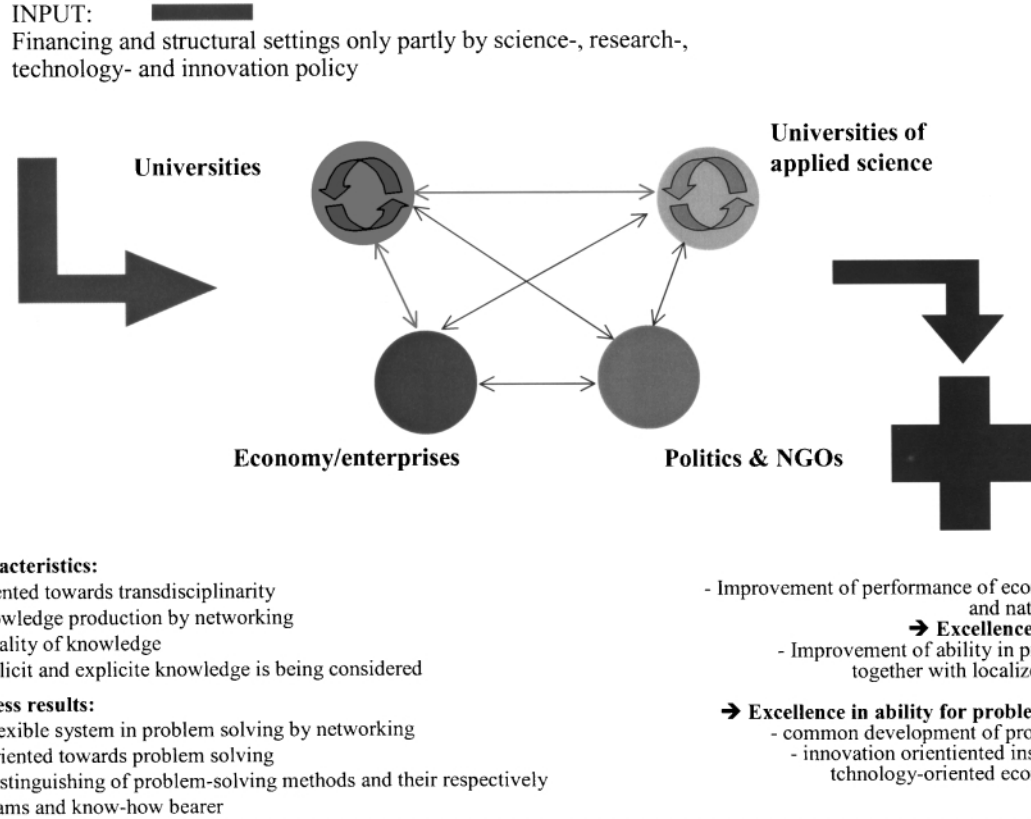 INPUT:
Financing and structural settings only partly by science-, research-,
technology- and innovation policy
Universities
Universities of
applied science
Economy/enterprises
Politics & NGOs
acteristics:
nted towards transdisciplinarity
wledge production by networking
ality of knowledge
licit and explicite knowledge is being considered
ess results:
exible system in problem solving by networking
riented towards problem solving
stinguishing of problem-solving methods and their respectively
ams and know-how bearer
- Improvement of performance of eco
and nat
➔ Excellence
- Improvement of ability in p
together with localize
➔ Excellence in ability for proble
- common development of pro
- innovation orientiented ins
tchnology-oriented eco